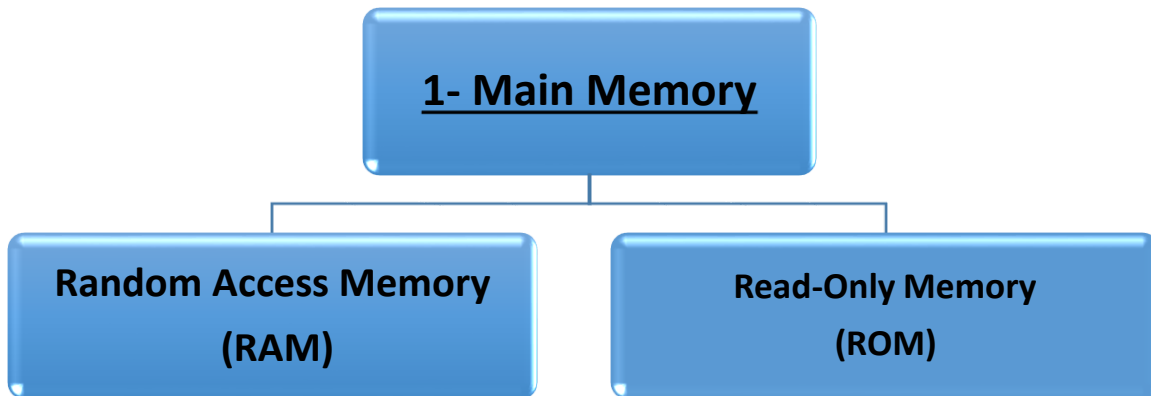 1- Main Memory
Random Access Memory
(RAM)
Read-Only Memory
(ROM)